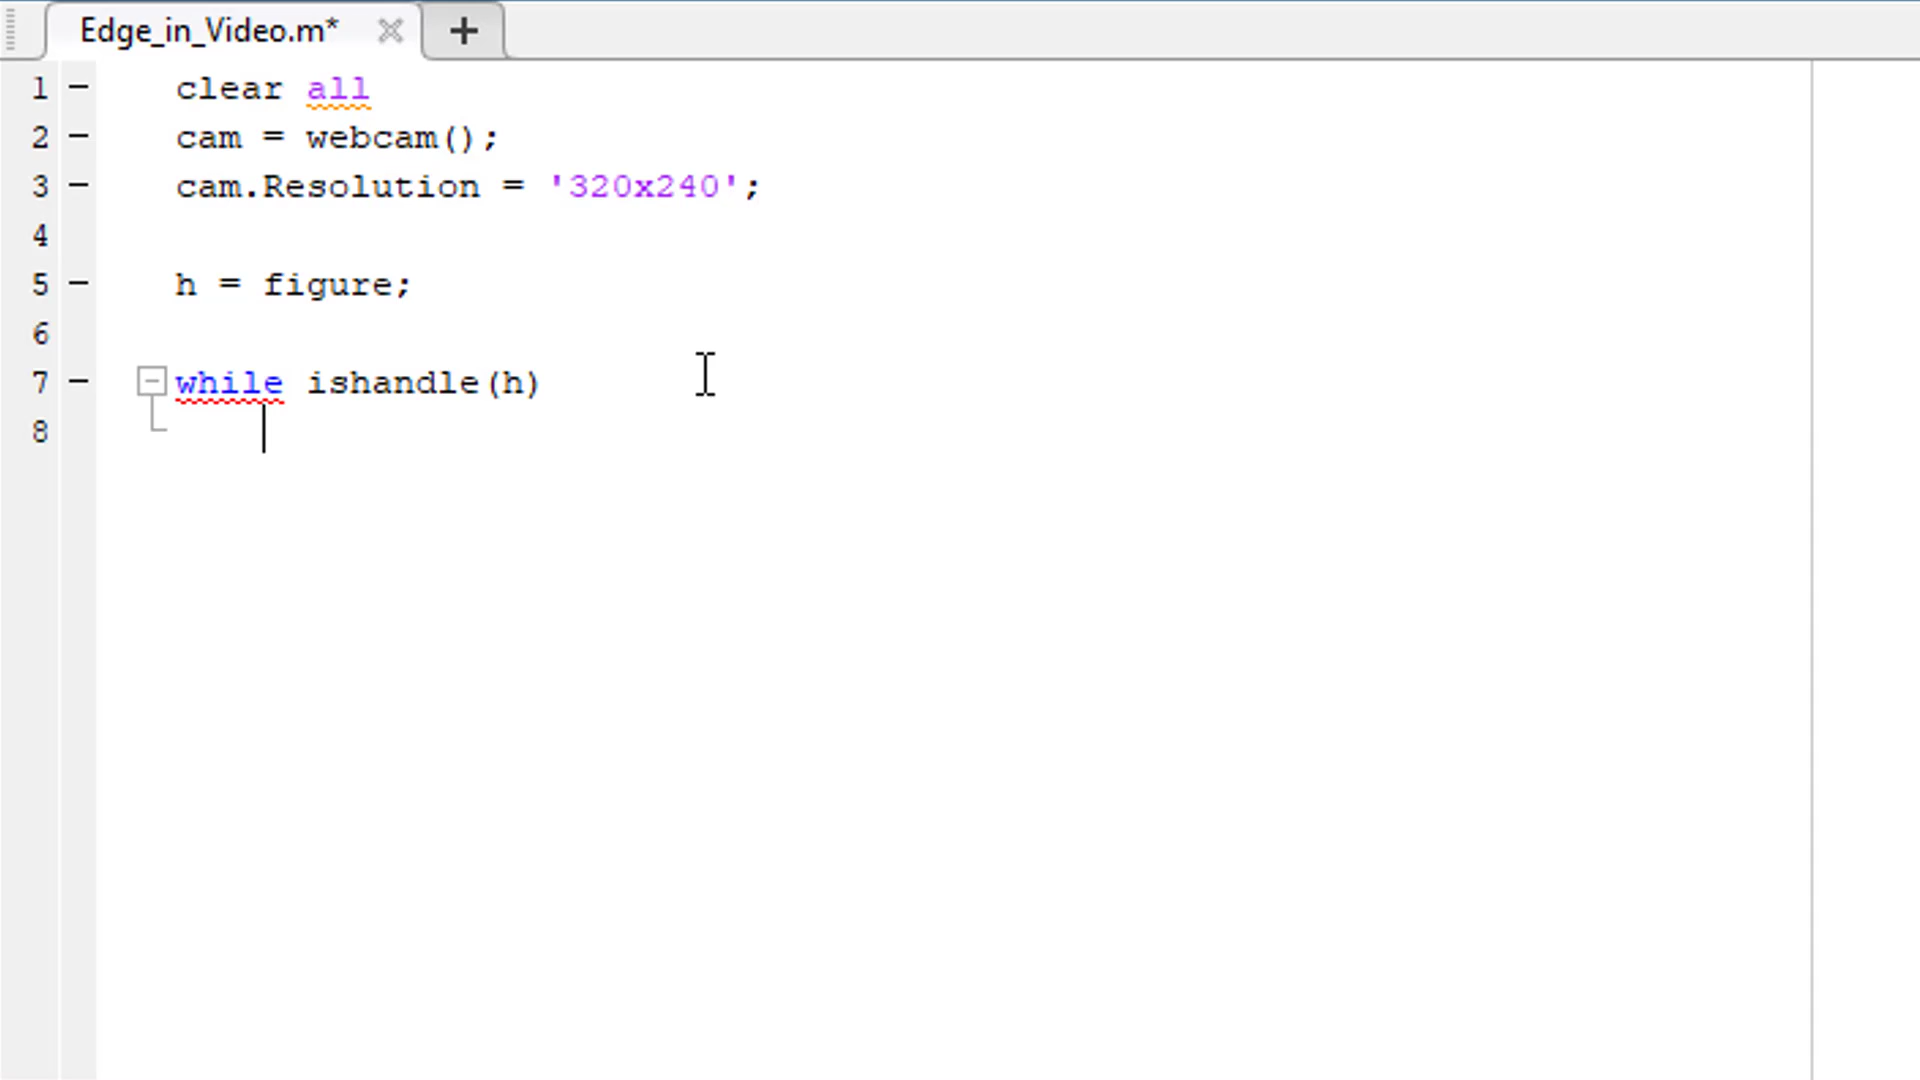 Edge_in_Video.m*
1 clear all
2 cam = webcam();
3 cam.Resolution = '320x240';
4
5 h = figure;
6
7 while ishandle(h)
8